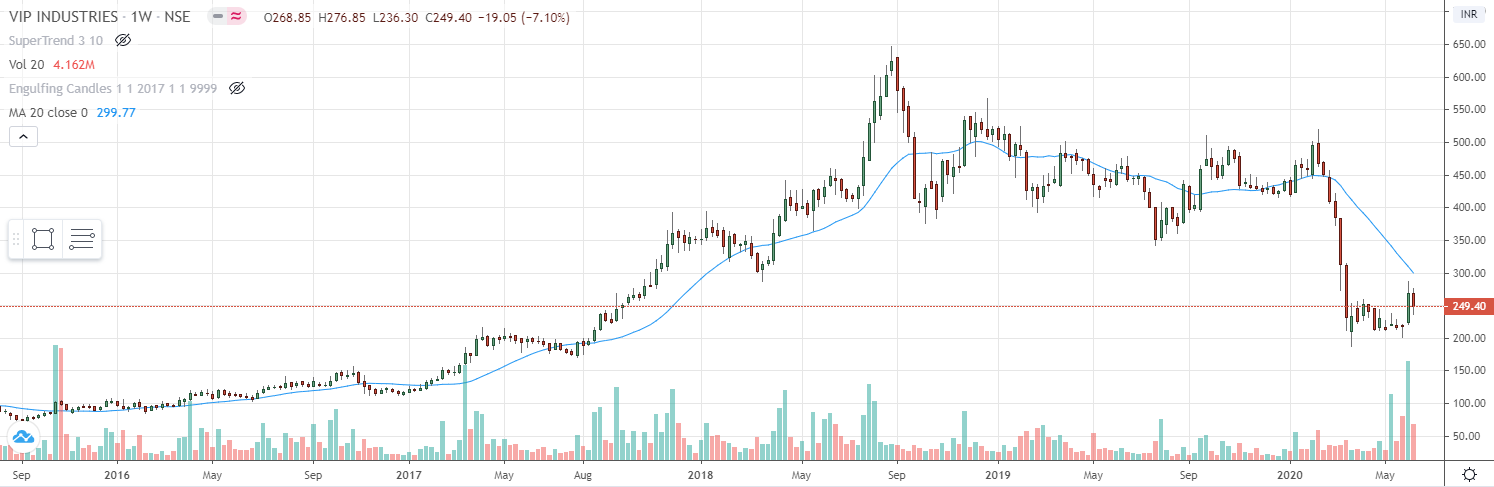 VIP INDUSTRIES · 1W · NSE O268.85 H276.85 L236.30 C249.40 −19.05 (−7.10%)
INR
SuperTrend 3 10
Vol 20 4.162M
Engulfing Candles 1 1 2017 1 1 9999
MA 20 close 0 299.77
650.00
600.00
550.00
500.00
450.00
400.00
350.00
300.00
249.40
200.00
150.00
100.00
50.00
Sep 2016 May Sep 2017 May Aug 2018 May Sep 2019 May Sep 2020 May